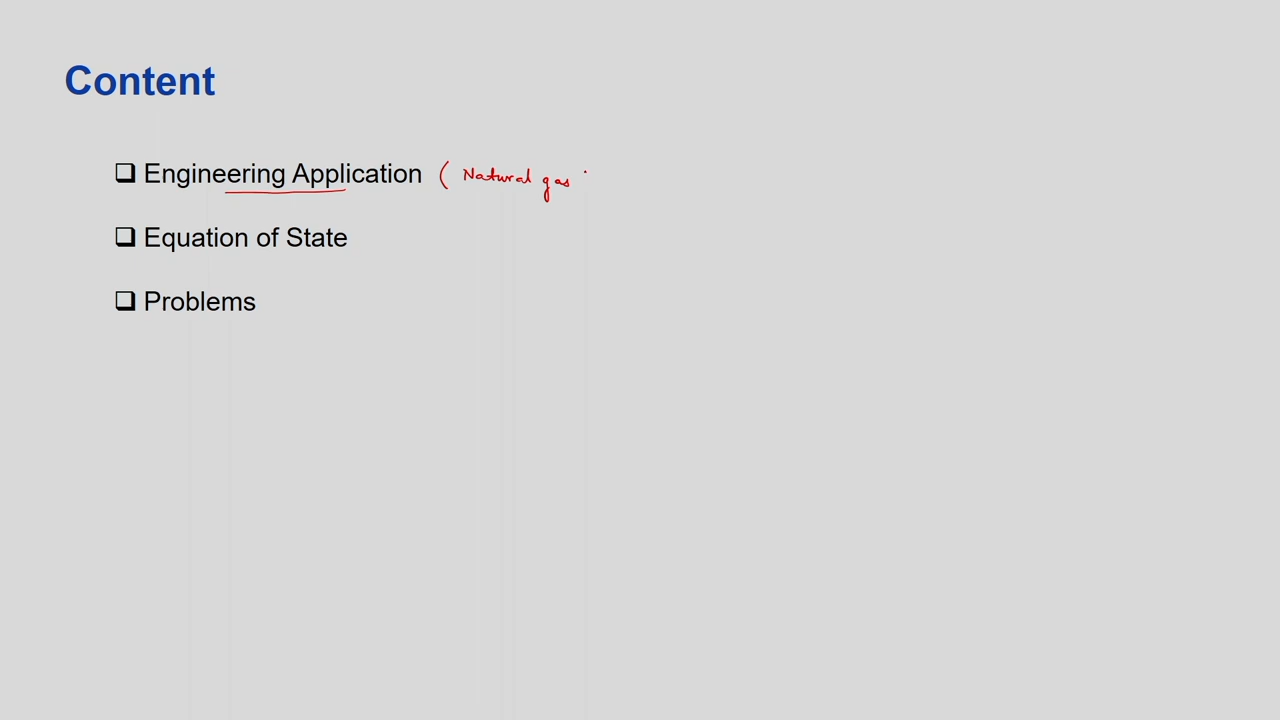 Content
❑ Engineering Application ( Natural gas
❑ Equation of State
❑ Problems